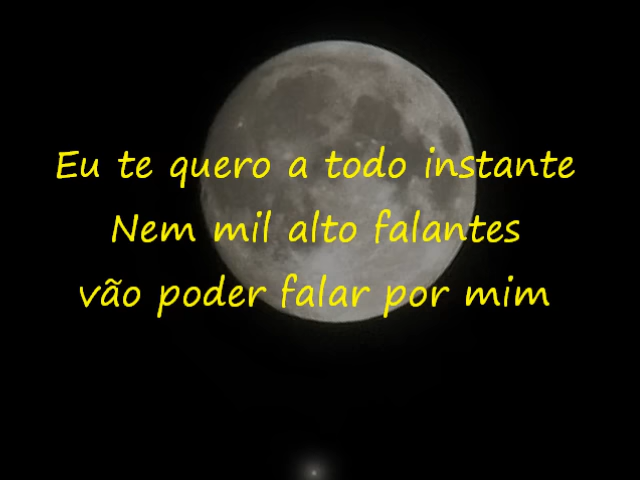 Eu te quero a todo instante
Nem mil alto falantes
vão poder falar por mim